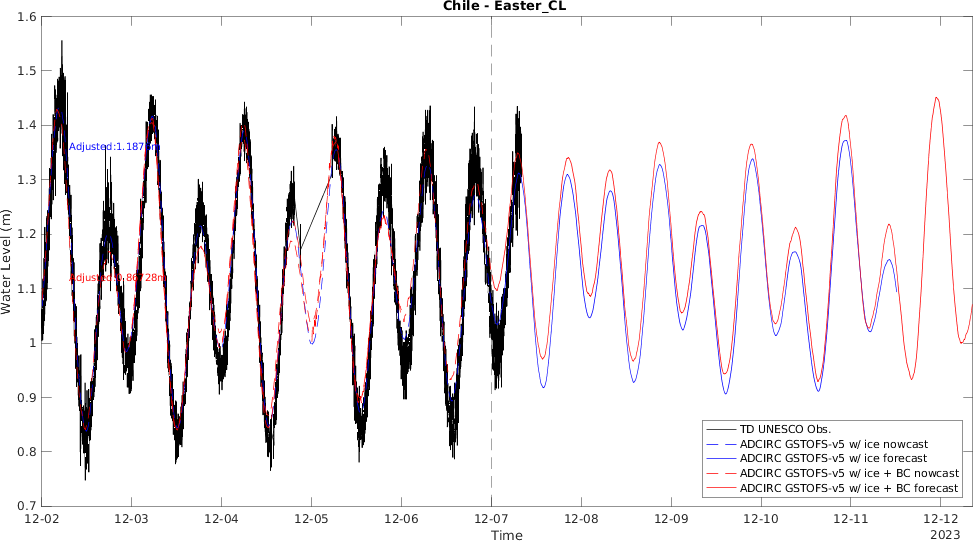 Chile - Easter_CL
Water Level (m)
1.6
1.5
1.4
1.3
1.2
1.1
1
0.9
0.8
0.7
Adjusted:1.187
Adjusted:
TD UNESCO Obs.
ADCIRC GSTOFS-v5 w/ ice nowcast
ADCIRC GSTOFS-v5 w/ ice forecast
ADCIRC GSTOFS-v5 w/ ice + BC nowcast
ADCIRC GSTOFS-v5 w/ ice + BC forecast
12-02 12-03 12-04 12-05 12-06 12-07 12-08 12-09 12-10 12-11 12-12
Time
2023